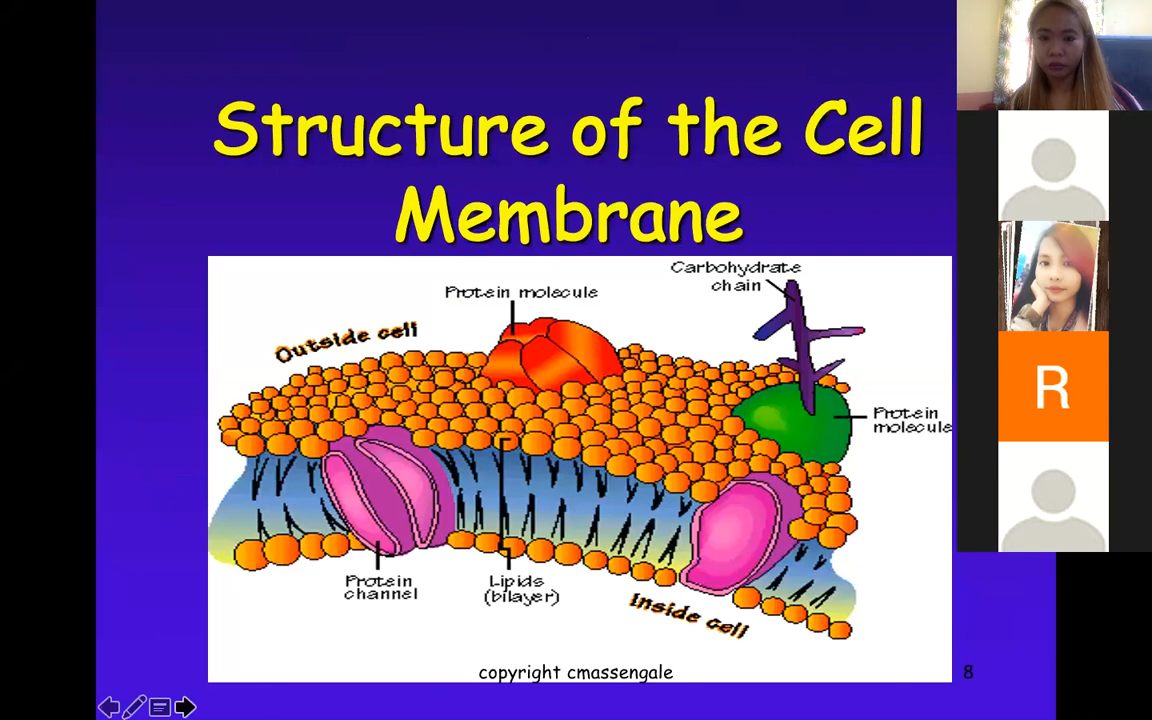 Structure of the Cell
Membrane
Carbohydrate
chain
Protein molecule
Outside cell
Protein
molecule
Protein
channel
Lipids
(bilayer)
Inside cell
copyright cmassengale
8
R